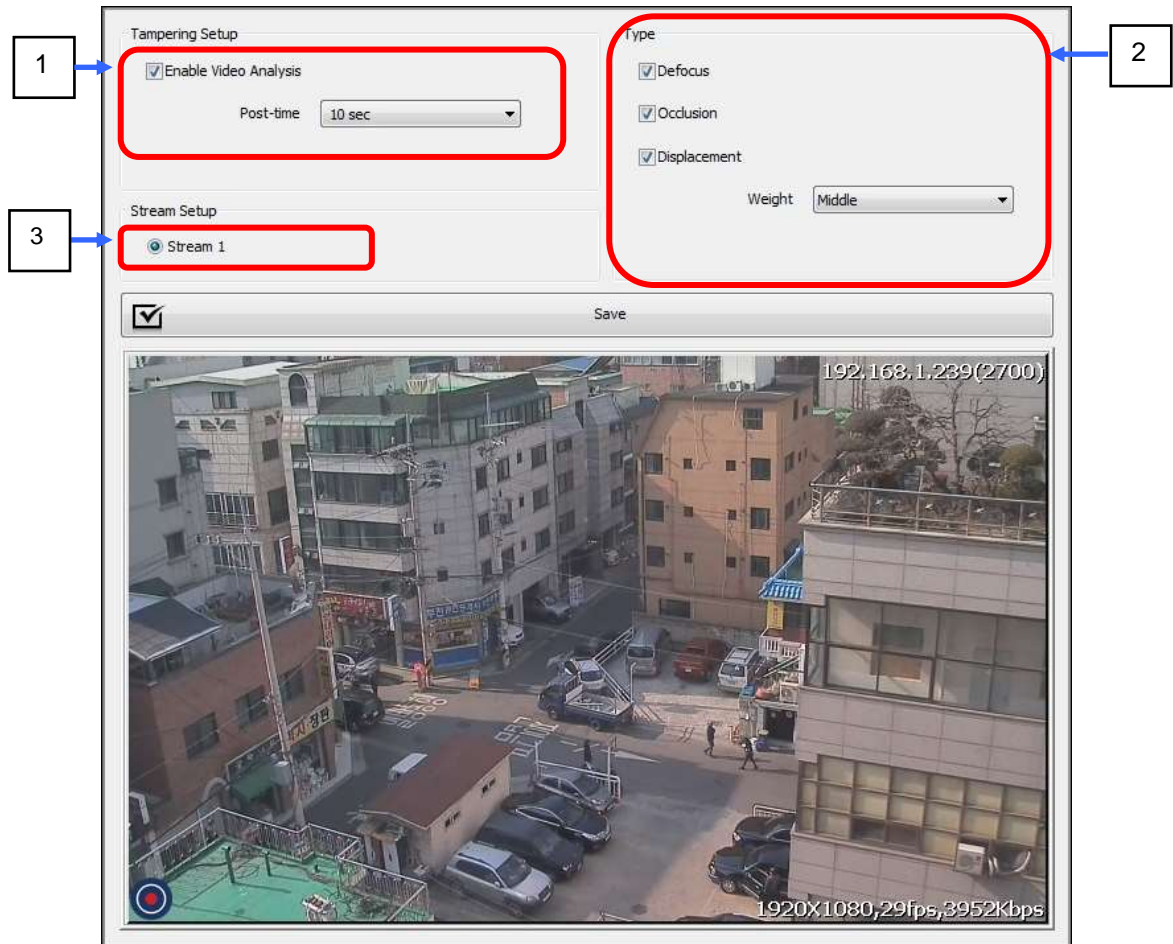 Tampering Setup
Enable Video Analysis
Post-time 10 sec
Type
Defocus
Occlusion
Displacement
Weight Middle
Stream Setup
Stream 1
1
2
3
Save
192.168.1.239(2700)
1920X1080,29fps,3952Kbps